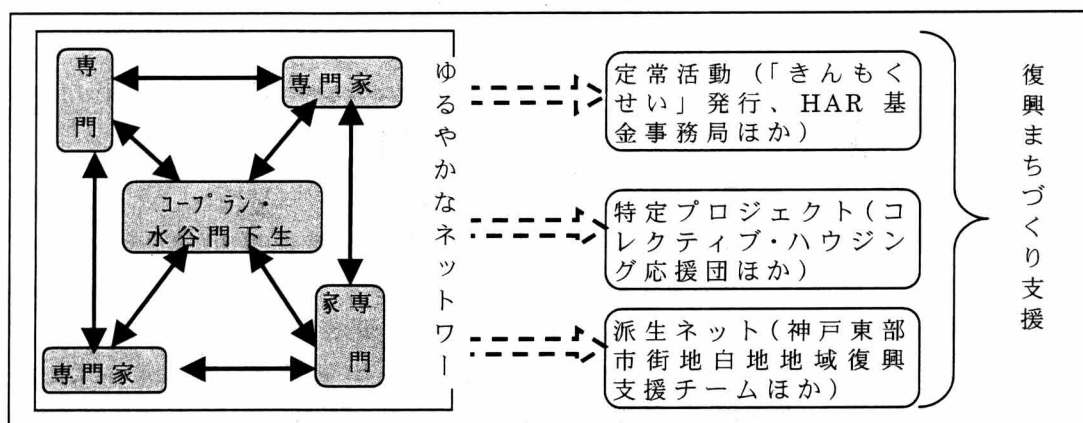 専
門
専門家
コープラン・
水谷門下生
専門家
専
家
門
ゆるやかなネットワー
定常活動（「きんもく
せい」発行、HAR 基
金事務局ほか）
特定プロジェクト（コ
レクティブ・ハウジン
グ応援団ほか）
派生ネット（神戸東部
市街地白地地域復興
支援チームほか）
復興まちづくり支援